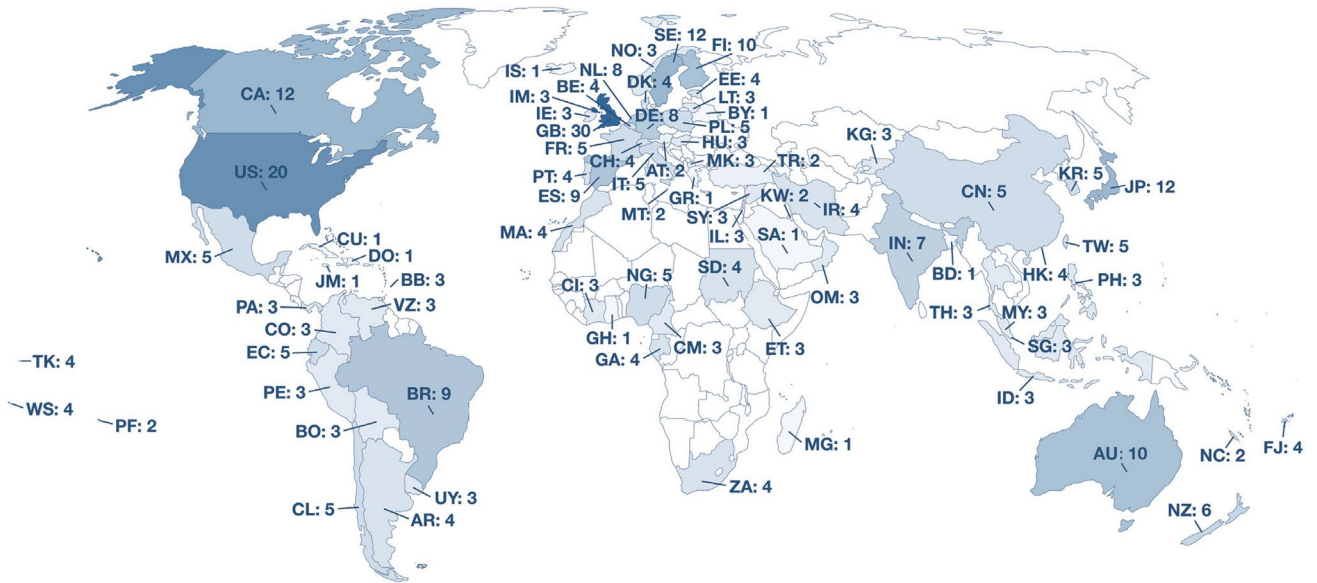 SE: 12
NO: 3
FI: 10
IS: 1
NL: 8
DK: 4
EE: 4
BE: 4
CA: 12
IM: 3
LT: 3
IE: 3
BY: 1
DE: 8
GB: 30
PL: 5
KG: 3
FR: 5
HU: 3
CH: 4
MK: 3
TR: 2
US: 20
AT: 2
PT: 4
IT: 5
KR: 5
JP: 12
ES: 9
GR: 1
KW: 2
CN: 5
MT: 2
IR: 4
SY: 3
MA: 4
IL: 3
SA: 1
CU: 1
IN: 7
TW: 5
MX: 5
DO: 1
SD: 4
JM: 1
BB: 3
NG: 5
BD: 1
HK: 4
PH: 3
CI: 3
OM: 3
PA: 3
VZ: 3
TH: 3
MY: 3
CO: 3
GH: 1
CM: 3
ET: 3
SG: 3
EC: 5
GA: 4
TK: 4
PE: 3
BR: 9
ID: 3
WS: 4
PF: 2
BO: 3
MG: 1
AU: 10
NC: 2
FJ: 4
ZA: 4
UY: 3
CL: 5
AR: 4
NZ: 6